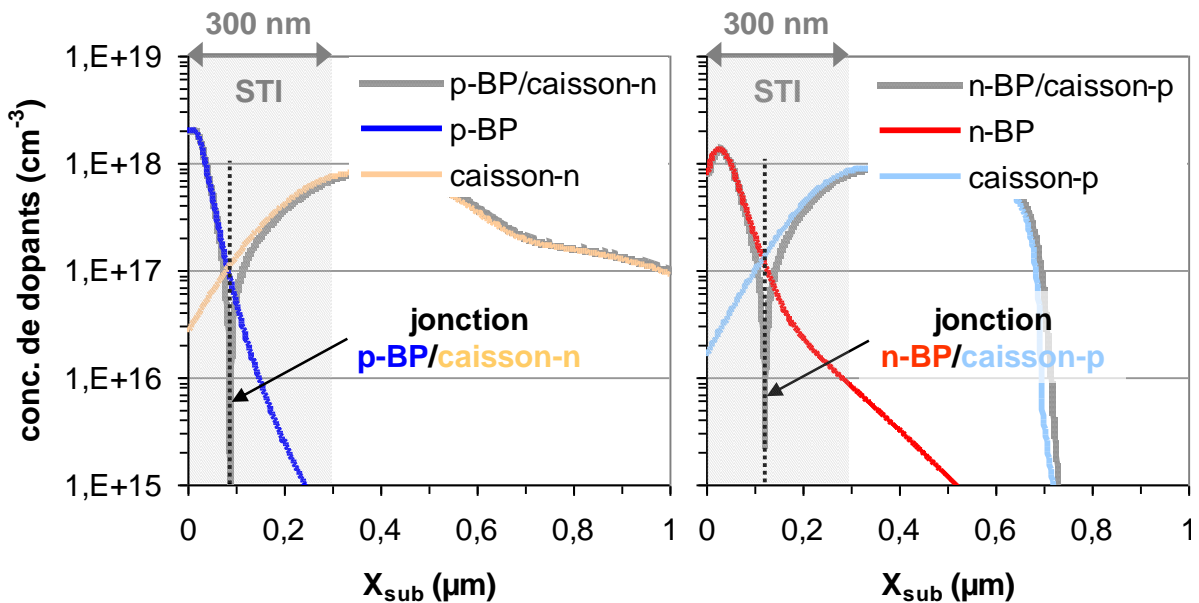 300 nm
1,E+19
1,E+18
1,E+17
1,E+16
1,E+15
conc. de dopants (cm-3)
STI
p-BP/caisson-n
p-BP
caisson-n
jonction
p-BP/caisson-n
0 0,2 0,4 0,6 0,8 1
Xsub (µm)
300 nm
STI
n-BP/caisson-p
n-BP
caisson-p
jonction
n-BP/caisson-p
0 0,2 0,4 0,6 0,8 1
Xsub (µm)